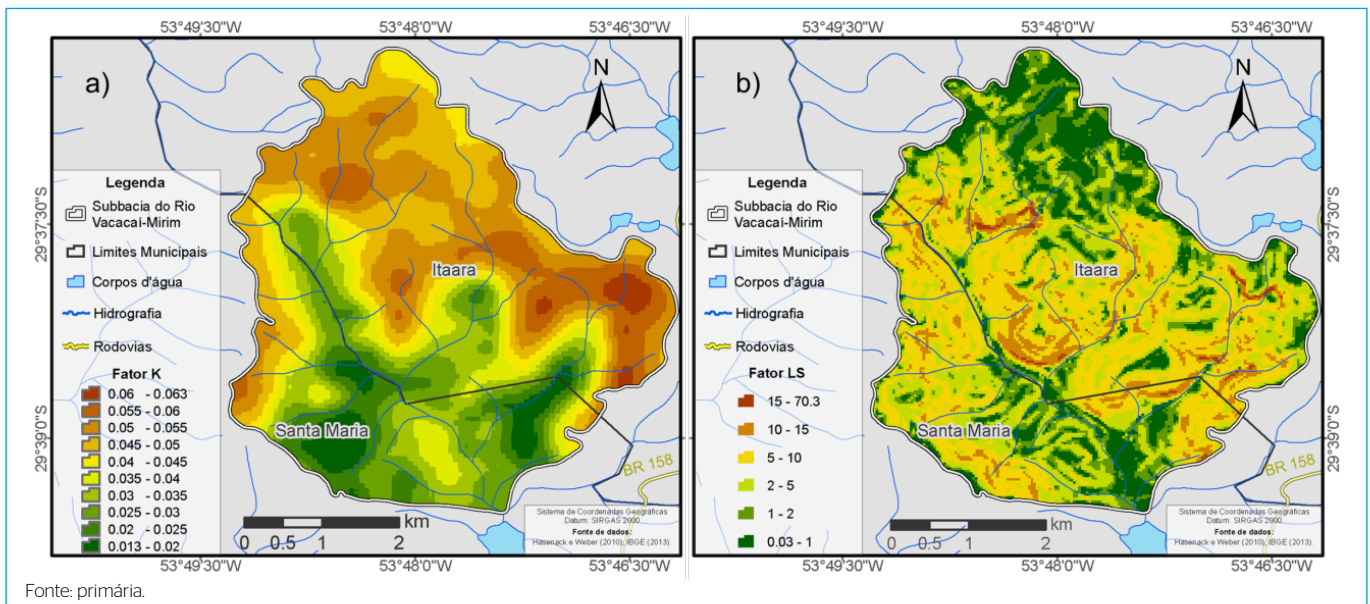 53°49'30"W
53°48'0"W
53°46'30"W
a)
N
29°37'30"S
29°39'0"S
Legenda
Subbacia do Rio
Vacacaí-Mirim
Limites Municipais
Corpos d'água
Hidrografia
Rodovias
Fator K
0.06 - 0.063
0.055 - 0.06
0.05 - 0.055
0.045 - 0.05
0.04 - 0.045
0.035 - 0.04
0.03 - 0.035
0.025 - 0.03
0.02 - 0.025
0.013 - 0.02
Itaara
Santa Maria
BR 158
km
0 0.5 1 2
Sistema de Coordenadas Geográficas
Datum: SIRGAS 2000
Fonte de dados:
Hasenack e Weber (2010), IBGE (2013).
53°49'30"W
53°48'0"W
53°46'30"W
53°49'30"W
53°48'0"W
53°46'30"W
b)
N
29°37'30"S
29°39'0"S
Legenda
Subbacia do Rio
Vacacaí-Mirim
Limites Municipais
Corpos d'água
Hidrografia
Rodovias
Fator LS
15 - 70.3
10 - 15
5 - 10
2 - 5
1 - 2
0.03 - 1
Itaara
Santa Maria
BR 158
km
0 0.5 1 2
Sistema de Coordenadas Geográficas
Datum: SIRGAS 2000
Fonte de dados:
Hasenack e Weber (2010), IBGE (2013).
53°49'30"W
53°48'0"W
53°46'30"W
Fonte: primária.